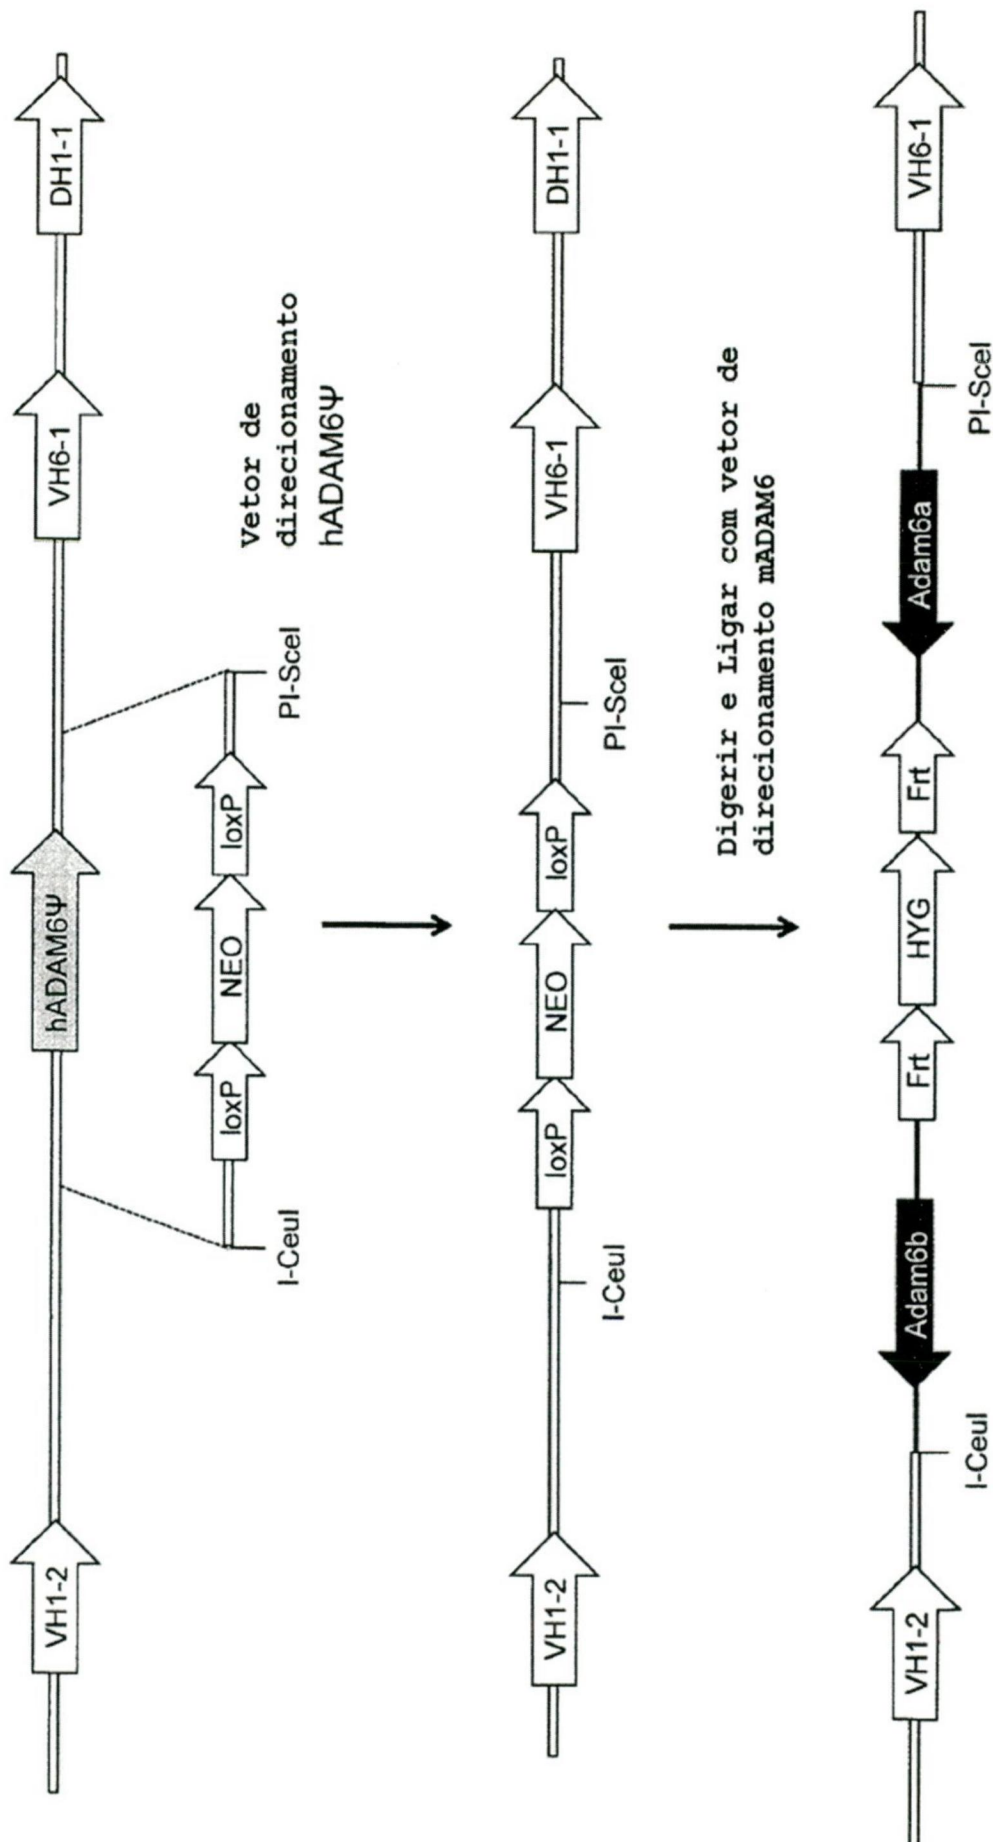 VH1-2
hADAM6Ψ
VH6-1
DH1-1
loxP
NEO
loxP
I-CeuI
PI-SceI
Vetor de
direcionamento
hADAM6Ψ
VH1-2
loxP
NEO
loxP
VH6-1
DH1-1
I-CeuI
PI-SceI
Digerir e Ligar com vetor de
direcionamento mADAM6
VH1-2
Adam6b
Frt
HYG
Frt
Adam6a
VH6-1
I-CeuI
PI-SceI